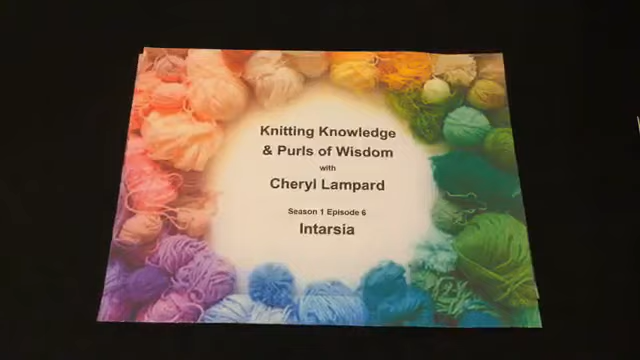 Knitting Knowledge
& Purls of Wisdom
with
Cheryl Lampard
Season 1 Episode 6
Intarsia